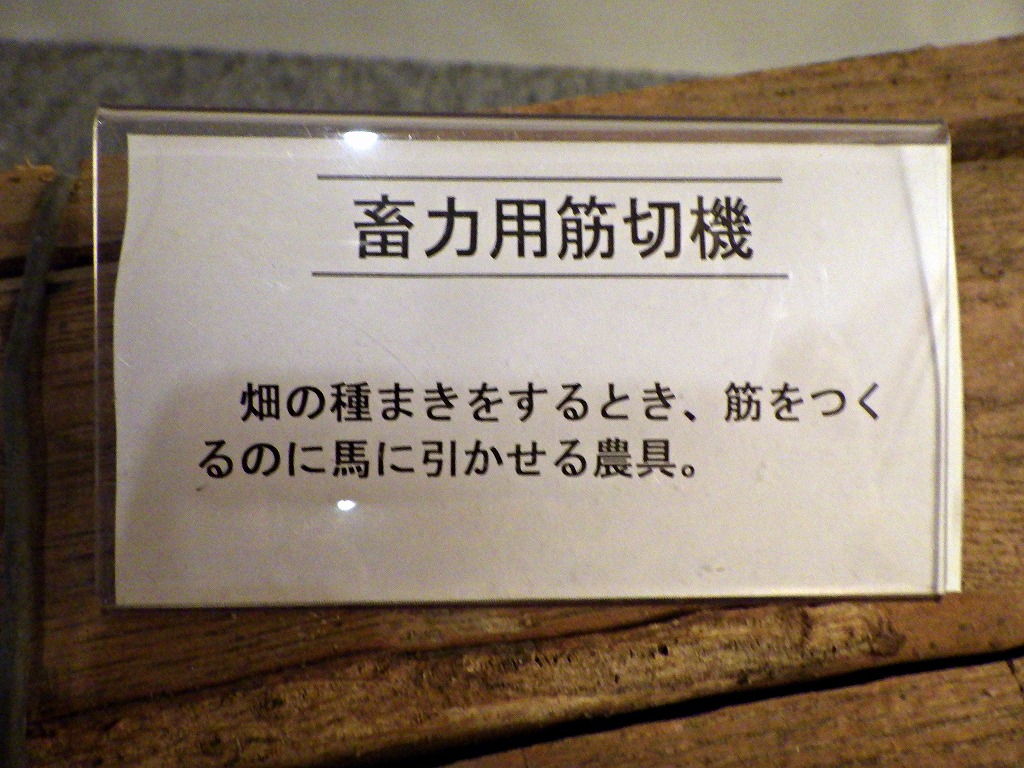 畜力用筋切機
畑の種まきをするとき、筋をつく
るのに馬に引かせる農具。